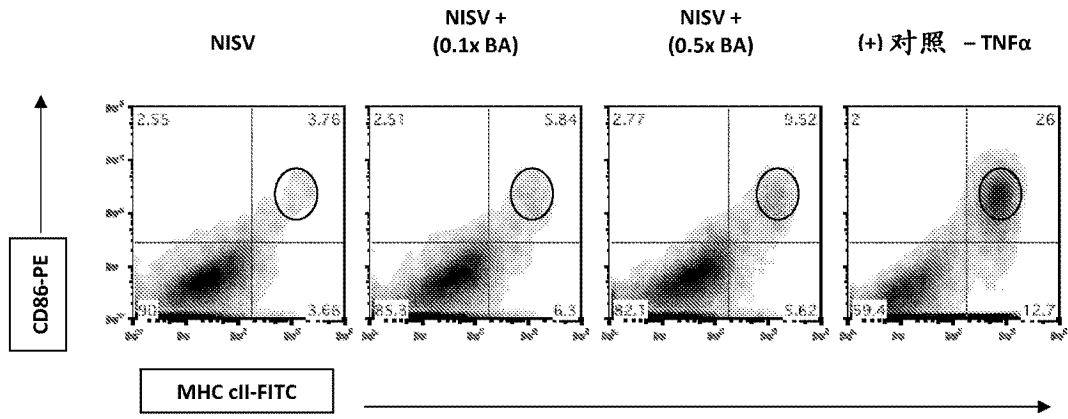 NISV
NISV +
(0.1x BA)
NISV +
(0.5x BA)
(+) 对照 – TNFα
2.55 3.76
2.51 5.84
2.77 9.52
2 26
90 3.66
85.3 6.3
82.1 5.62
59.4 12.7
CD86-PE
MHC cII-FITC